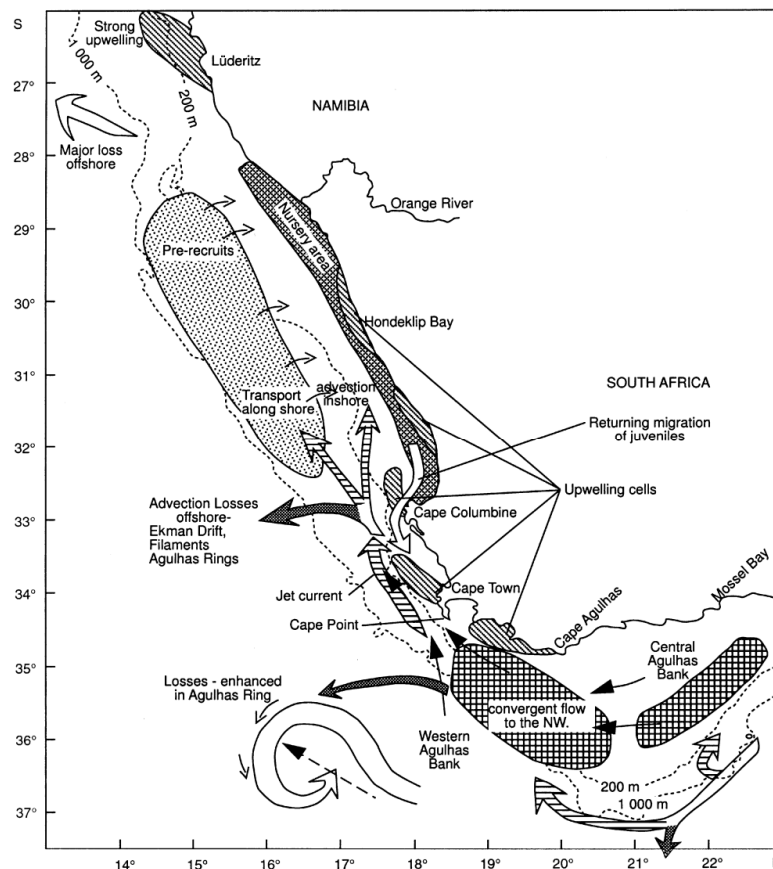 S
Strong
upwelling
1 000 m
200 m
Lüderitz
27°
NAMIBIA
Major loss
offshore
28°
Orange River
29°
Nursery area
Pre-recruits
30°
Hondeklip Bay
31°
advection
inshore
Transport
along shore
SOUTH AFRICA
Returning migration
of juveniles
32°
Upwelling cells
Advection Losses
offshore-
Ekman Drift,
Filaments
Agulhas Rings
33°
Cape Columbine
34°
Jet current
Cape Town
Cape Point
Cape Agulhas
Mossel Bay
35°
Losses - enhanced
in Agulhas Ring
Central
Agulhas
Bank
convergent flow
to the NW.
36°
Western
Agulhas
Bank
200 m
1 000 m
37°
14°
15°
16°
17°
18°
19°
20°
21°
22°